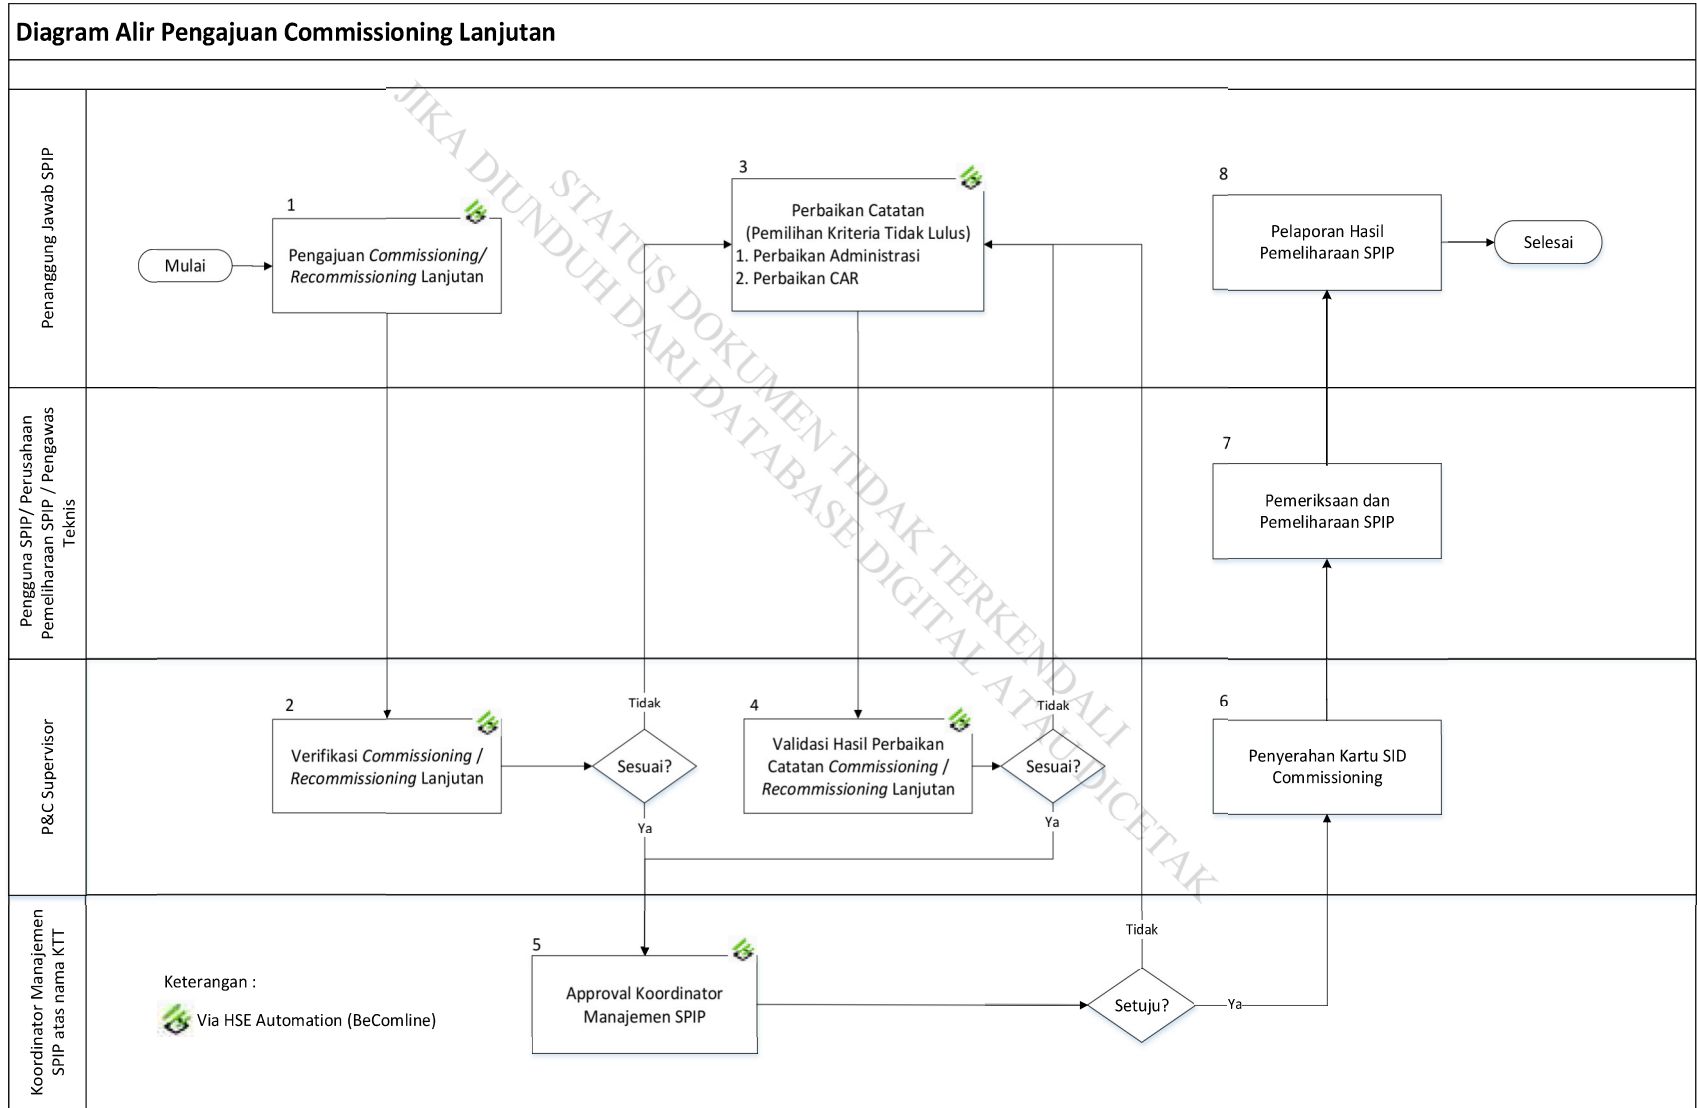 Diagram Alir Pengajuan Commissioning Lanjutan
Penanggung Jawab SPIP
Mulai
1
Pengajuan Commissioning/
Recommissioning Lanjutan
3
Perbaikan Catatan
(Pemilihan Kriteria Tidak Lulus)
1. Perbaikan Administrasi
2. Perbaikan CAR
8
Pelaporan Hasil
Pemeliharaan SPIP
Selesai
Pengguna SPIP/ Perusahaan
Pemeliharaan SPIP / Pengawas
Teknis
7
Pemeriksaan dan
Pemeliharaan SPIP
P&C Supervisor
2
Verifikasi Commissioning /
Recommissioning Lanjutan
Tidak
Sesuai?
Ya
4
Validasi Hasil Perbaikan
Catatan Commissioning /
Recommissioning Lanjutan
Tidak
Sesuai?
Ya
6
Penyerahan Kartu SID
Commissioning
Koordinator Manajemen
SPIP atas nama KTT
Keterangan :
Via HSE Automation (BeComline)
5
Approval Koordinator
Manajemen SPIP
Tidak
Setuju?
Ya
STATUS DOKUMEN TIDAK TERKENDALI
JIKA DIUNDUH DARI DATABASE DIGITAL ATAU DICETAK